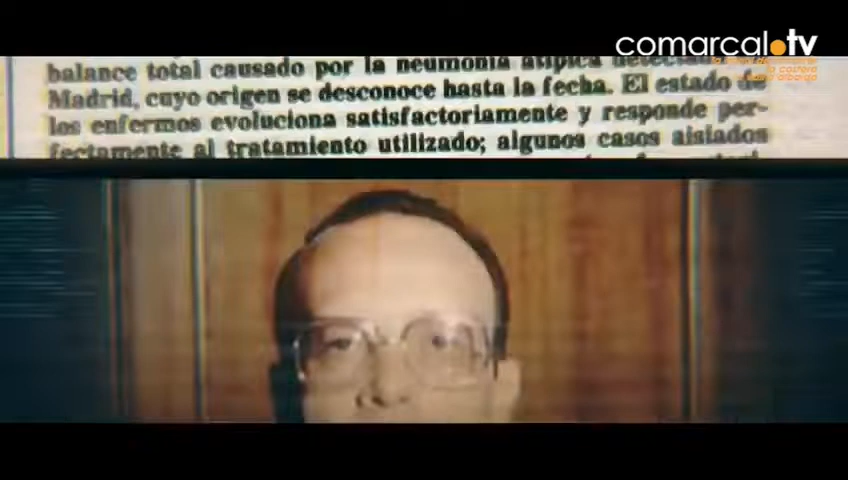 comarcal.tv
balance total causado por la neumonía atípica
Madrid, cuyo origen se desconoce hasta la fecha. El estado de
los enfermos evoluciona satisfactoriamente y responde per-
fectamente al tratamiento utilizado; algunos casos aislados